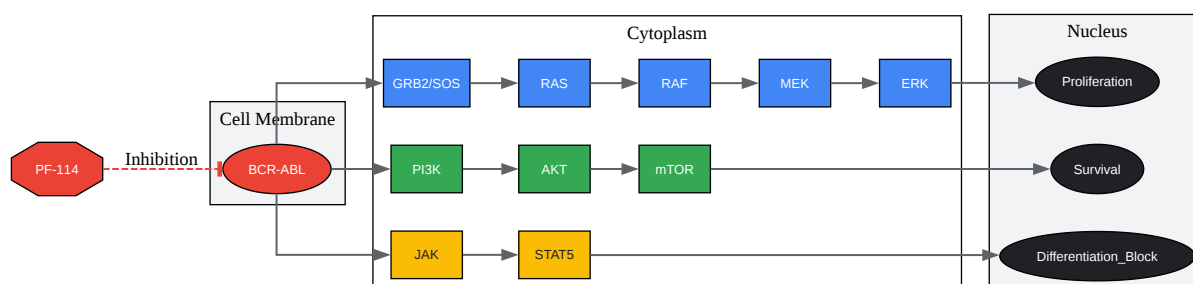 Cytoplasm
Nucleus
GRB2/SOS
RAS
RAF
MEK
ERK
Proliferation
Cell Membrane
PF-114
Inhibition
BCR-ABL
PI3K
AKT
mTOR
Survival
JAK
STAT5
Differentiation_Block